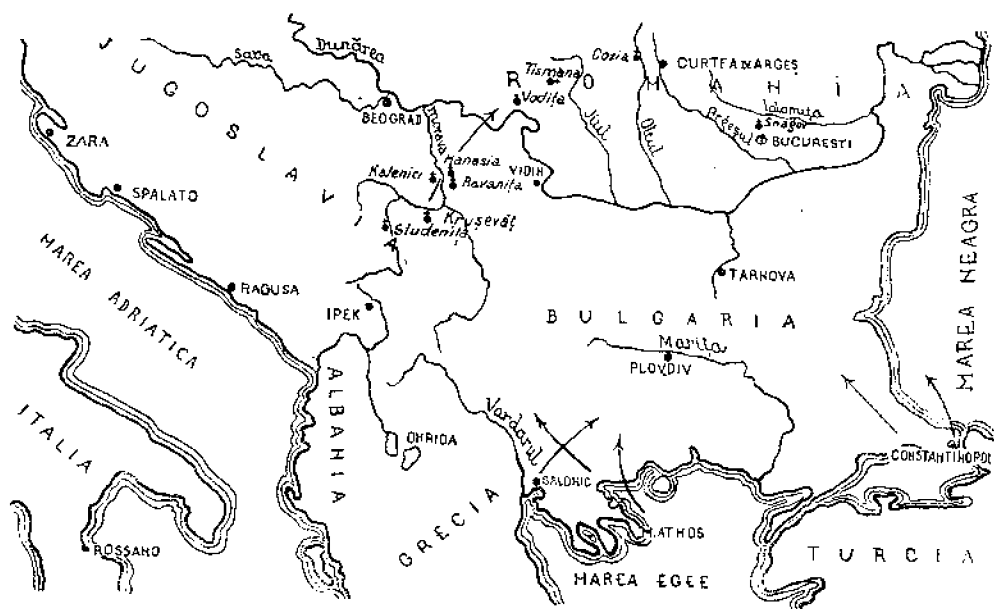 JUGOSLAVIA
Sava
Dunărea
BEOGRAD
Morava
Manasia
Kalenici
Ravanița
Krușevăț
Studenița
ZARA
SPALATO
RAGUSA
IPEK
MAREA ADRIATICA
ITALIA
ROSSANO
ALBANIA
OHRIDA
GRECIA
Vardarul
SALONIC
M.ATHOS
MAREA EGEE
ROMANIA
Tismana
Vodița
Cozia
CURTEA DE ARGEȘ
Jiul
Oltul
Argeșul
Ialomița
Snagov
BUCURESTI
VIDIN
TARNOVA
BULGARIA
Marița
PLOVDIV
MAREA NEAGRA
CONSTANTINOPOL
TURCIA